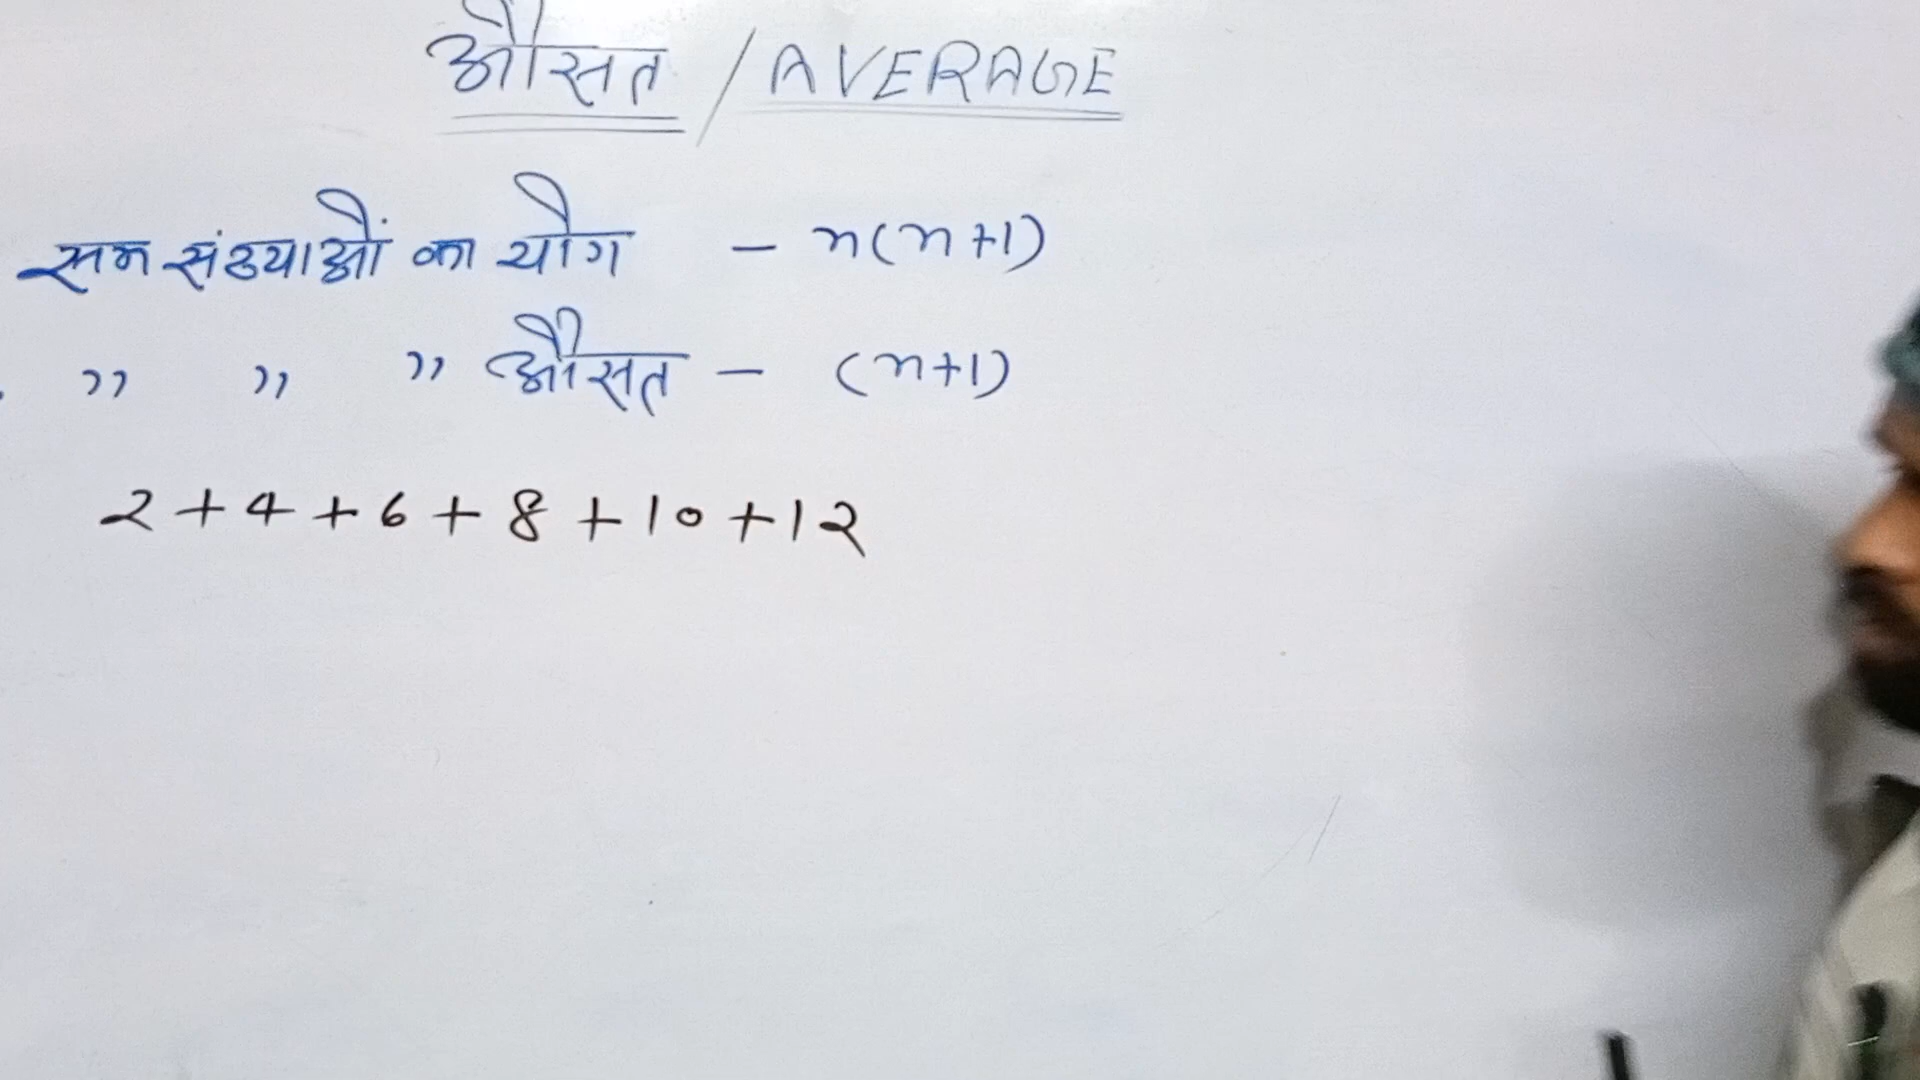 औसत / AVERAGE
सम संख्याओं का योग - n(n+1)
" " " औसत - (n+1)
2 + 4 + 6 + 8 + 10 + 12